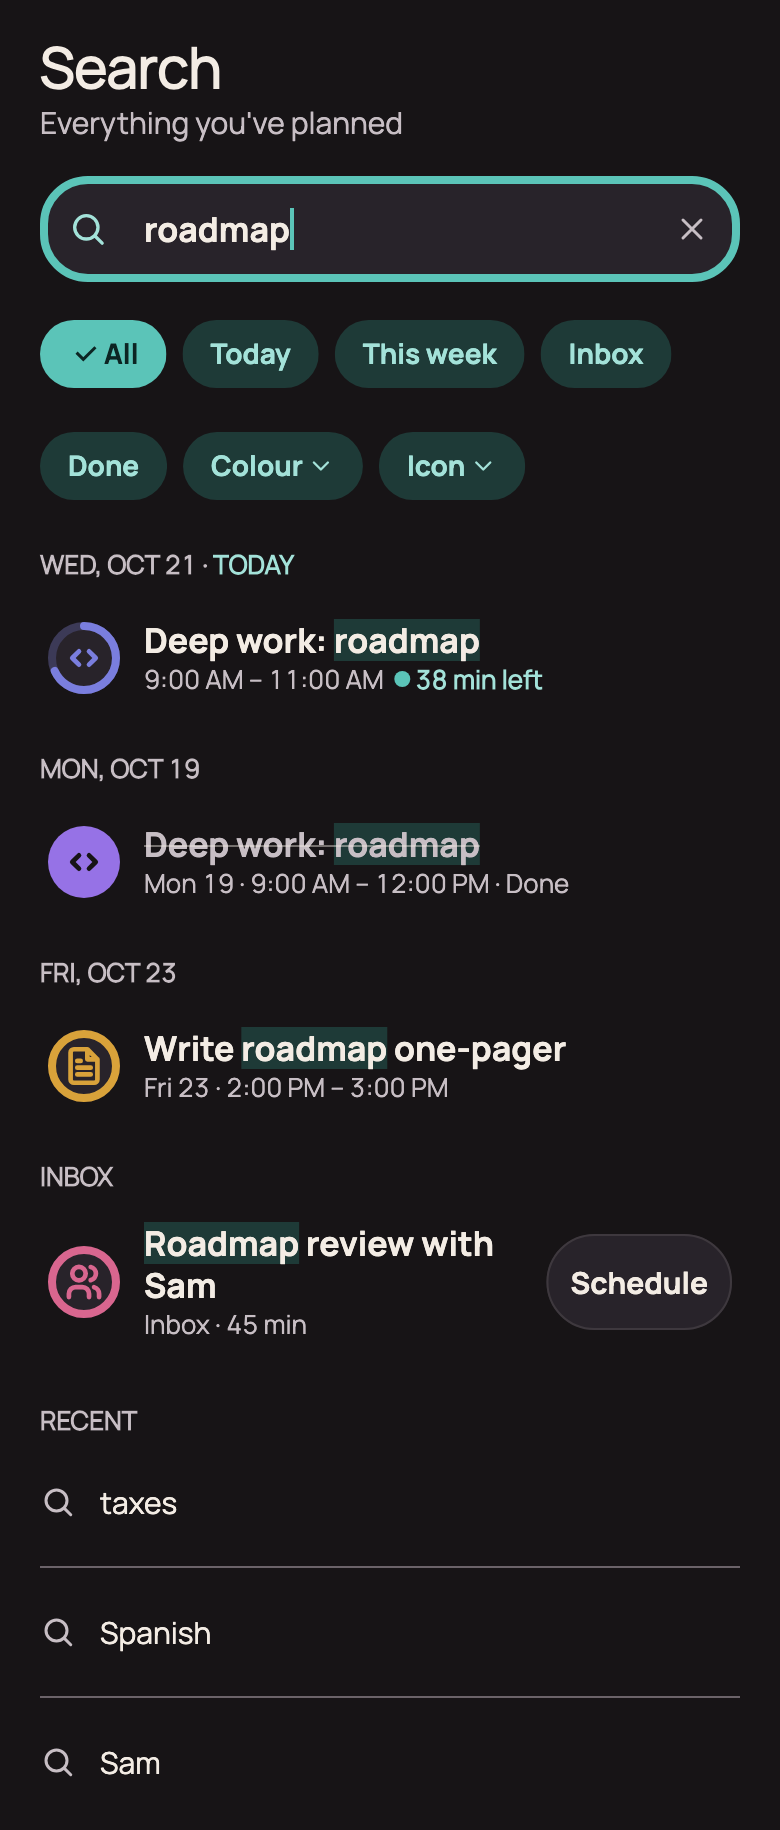 Search
Everything you've planned
roadmap
All Today This week Inbox
Done Colour Icon
WED, OCT 21 · TODAY
Deep work: roadmap
9:00 AM – 11:00 AM 38 min left
MON, OCT 19
Deep work: roadmap
Mon 19 · 9:00 AM – 12:00 PM · Done
FRI, OCT 23
Write roadmap one-pager
Fri 23 · 2:00 PM – 3:00 PM
INBOX
Roadmap review with
Sam
Inbox · 45 min
Schedule
RECENT
taxes
Spanish
Sam